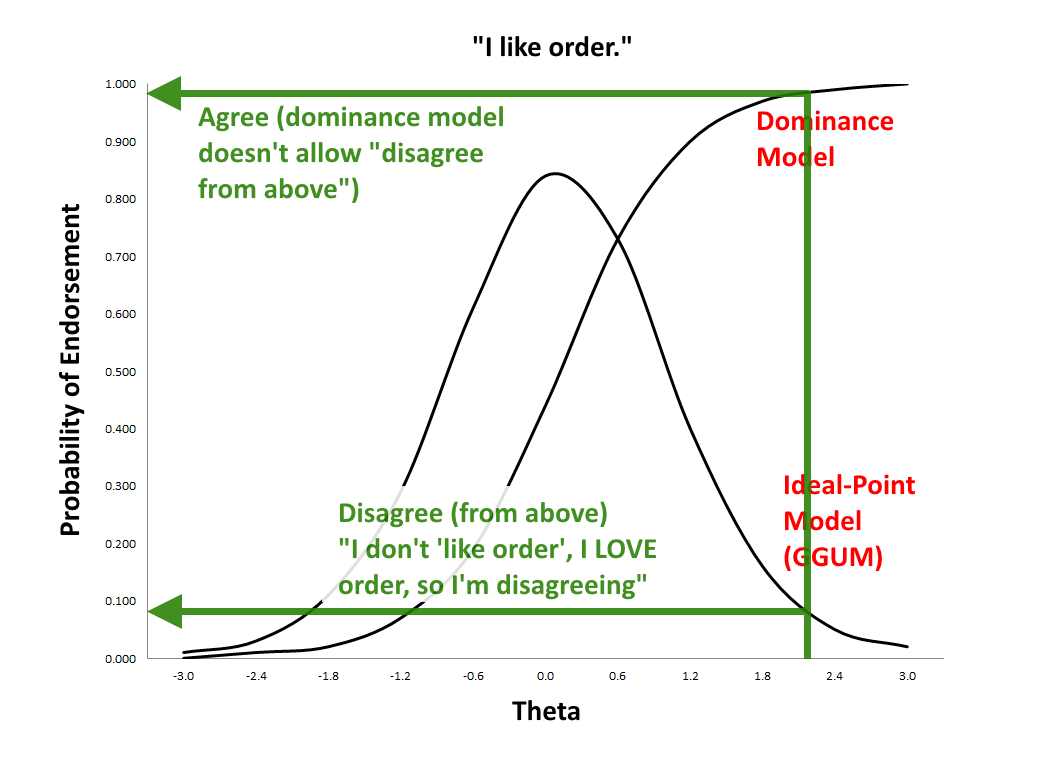 "I like order."
1.000
Agree (dominance model
doesn't allow "disagree
from above")
Dominance
Model
0.900
0.800
0.700
0.600
0.500
0.400
0.300
0.200
0.100
0.000
Probability of Endorsement
Ideal-Point
Model
(GGUM)
Disagree (from above)
"I don't 'like order', I LOVE
order, so I'm disagreeing"
-3.0 -2.4 -1.8 -1.2 -0.6 0.0 0.6 1.2 1.8 2.4 3.0
Theta